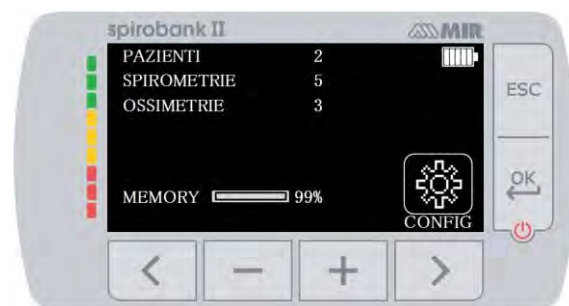 spirobank II MIR
PAZIENTI 2
SPIROMETRIE 5
OSSIMETRIE 3
MEMORY 99%
CONFIG
ESC
OK